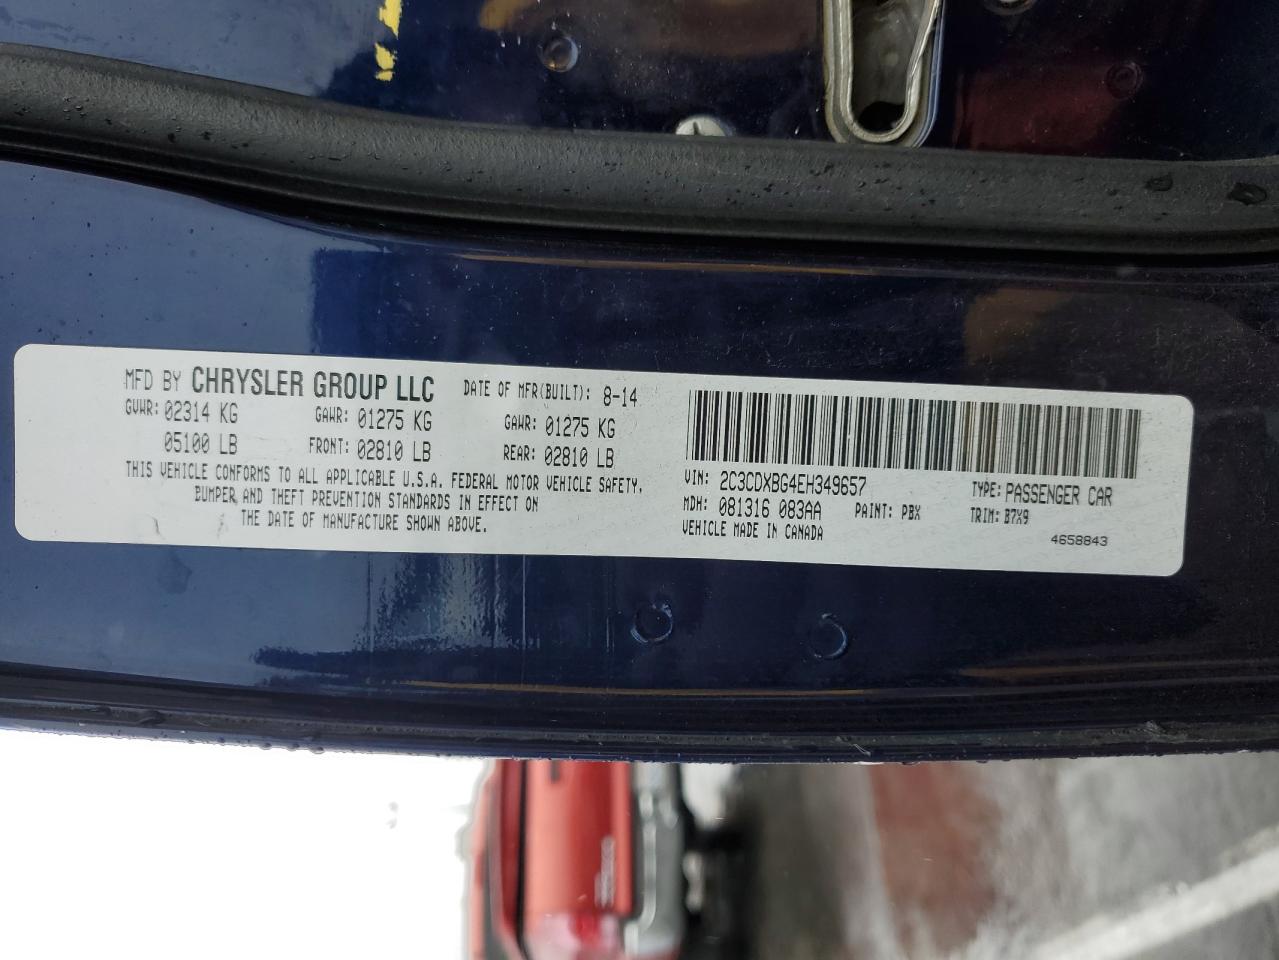 MFD BY CHRYSLER GROUP LLC DATE OF MFR(BUILT): 8-14
GVWR: 02314 KG GAWR: 01275 KG GAWR: 01275 KG
05100 LB FRONT: 02810 LB REAR: 02810 LB
THIS VEHICLE CONFORMS TO ALL APPLICABLE U.S.A. FEDERAL MOTOR VEHICLE SAFETY,
BUMPER AND THEFT PREVENTION STANDARDS IN EFFECT ON
THE DATE OF MANUFACTURE SHOWN ABOVE.
VIN: 2C3CDXBG4EH349657 TYPE: PASSENGER CAR
MDH: 081316 083AA PAINT: PBX TRIM: B7X9
VEHICLE MADE IN CANADA 4658843